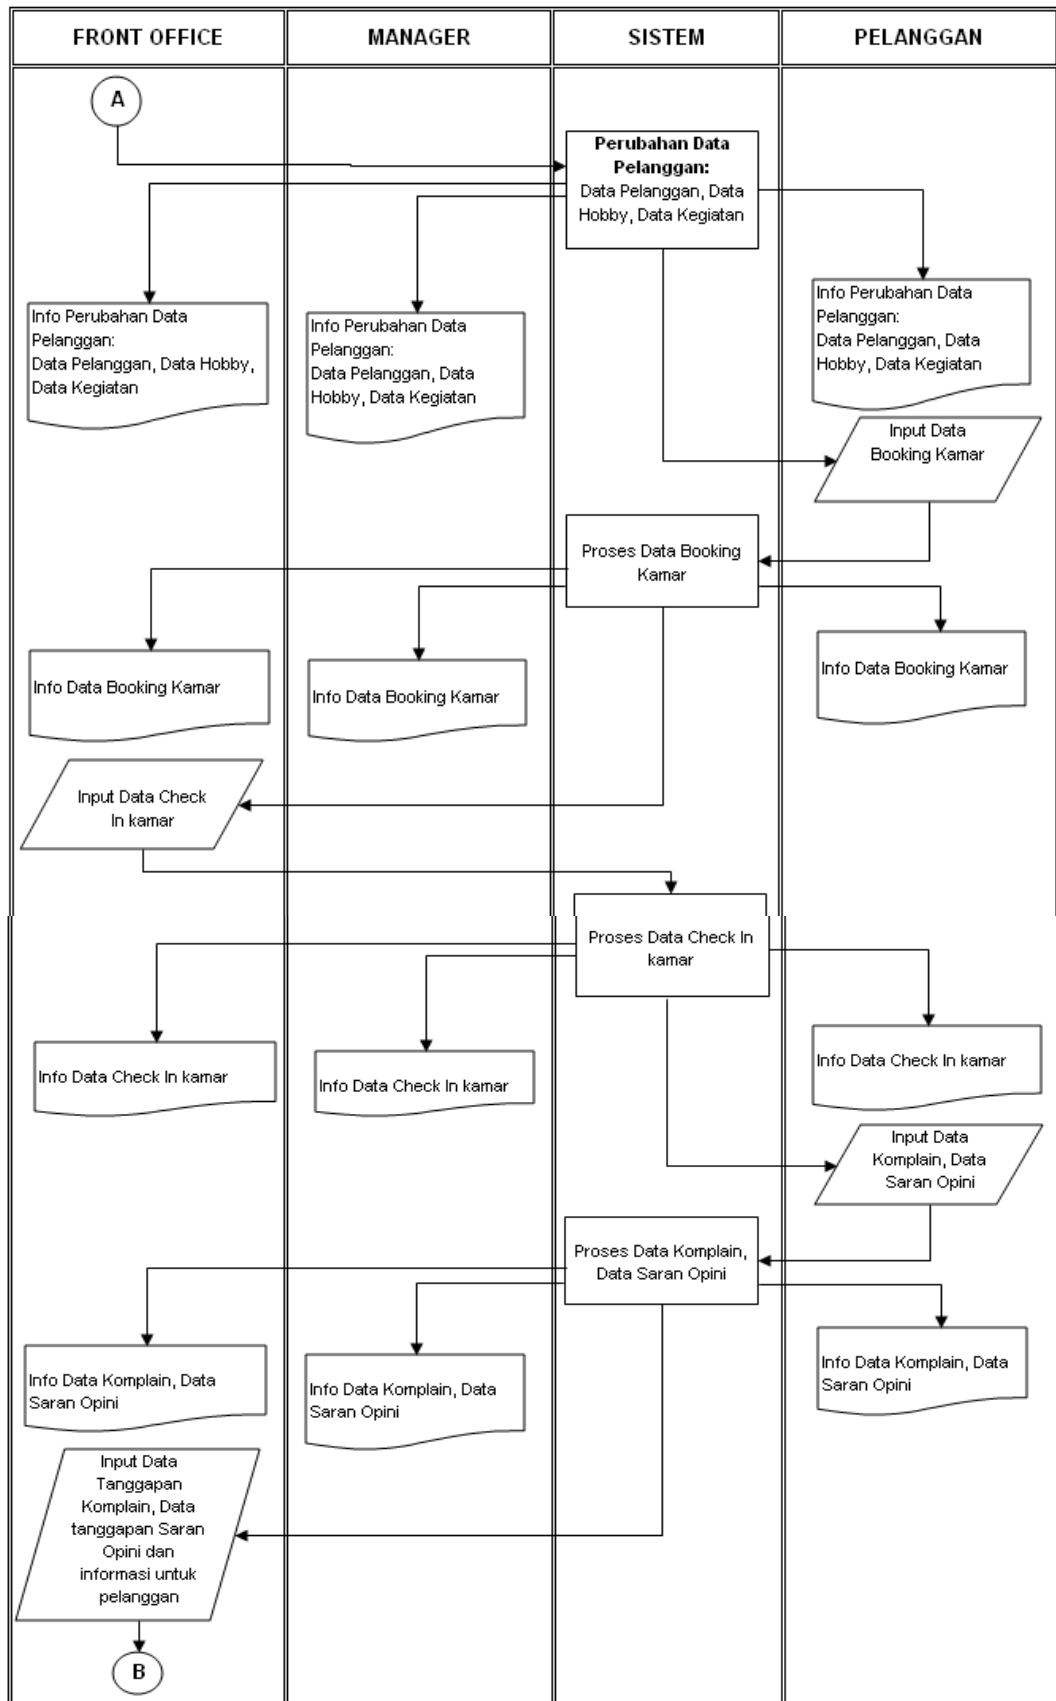 FRONT OFFICE
MANAGER
SISTEM
PELANGGAN
A
Perubahan Data
Pelanggan:
Data Pelanggan, Data
Hobby, Data Kegiatan
Info Perubahan Data
Pelanggan:
Data Pelanggan, Data Hobby,
Data Kegiatan
Info Perubahan Data
Pelanggan:
Data Pelanggan, Data
Hobby, Data Kegiatan
Info Perubahan Data
Pelanggan:
Data Pelanggan, Data
Hobby, Data Kegiatan
Input Data
Booking Kamar
Proses Data Booking
Kamar
Info Data Booking Kamar
Info Data Booking Kamar
Info Data Booking Kamar
Input Data Check
In kamar
Proses Data Check In
kamar
Info Data Check In kamar
Info Data Check In kamar
Info Data Check In kamar
Input Data
Komplain, Data
Saran Opini
Proses Data Komplain,
Data Saran Opini
Info Data Komplain, Data
Saran Opini
Info Data Komplain, Data
Saran Opini
Info Data Komplain, Data
Saran Opini
Input Data
Tanggapan
Komplain, Data
tanggapan Saran
Opini dan
informasi untuk
pelanggan
B